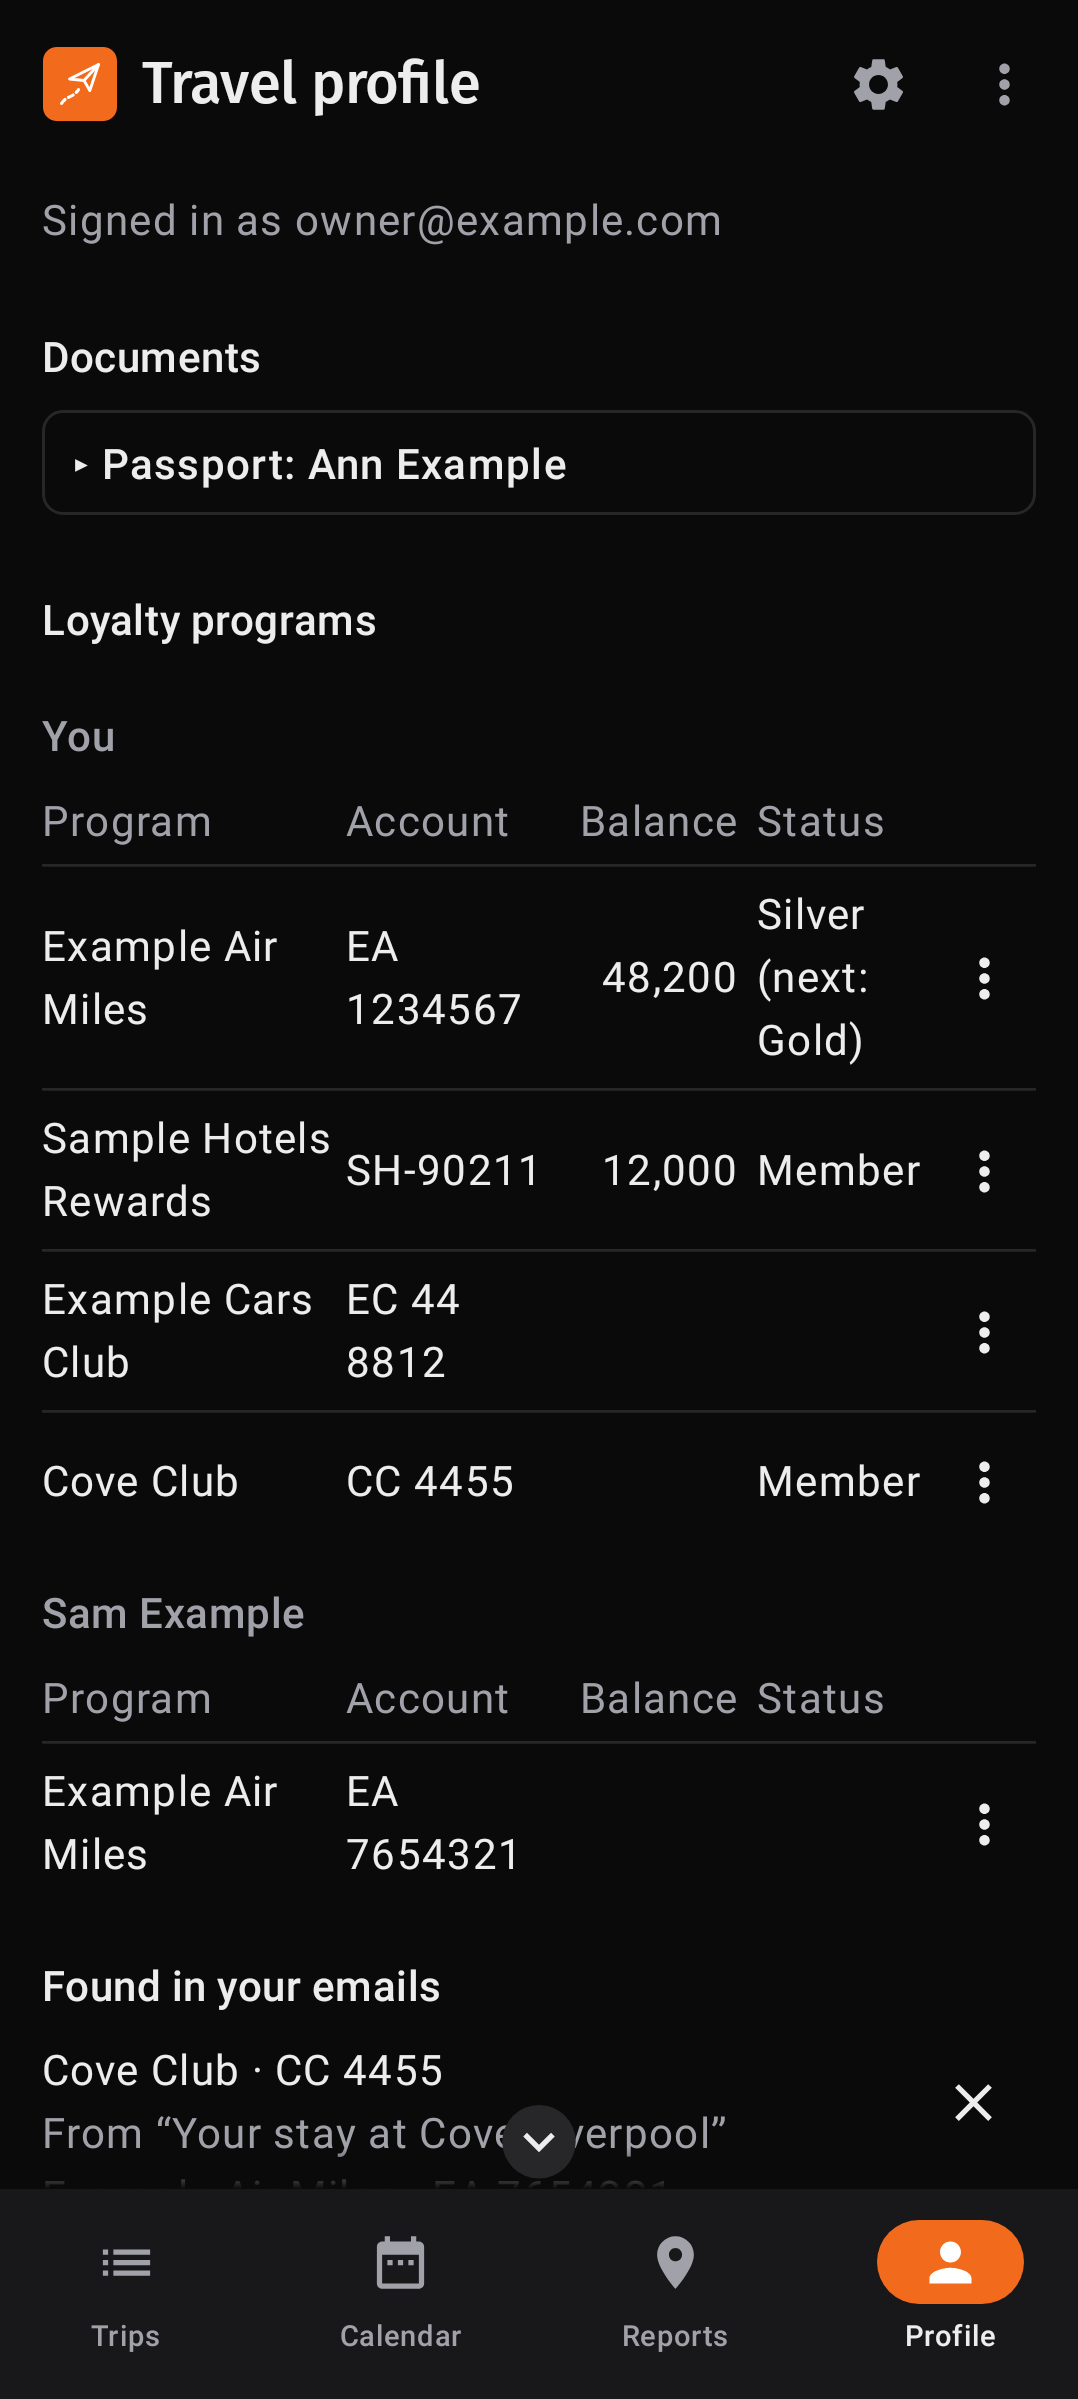 Travel profile
Signed in as owner@example.com
Documents
▸ Passport: Ann Example
Loyalty programs
You
Program Account Balance Status
Example Air Miles EA 1234567 48,200 Silver (next: Gold)
Sample Hotels Rewards SH-90211 12,000 Member
Example Cars Club EC 44 8812
Cove Club CC 4455 Member
Sam Example
Program Account Balance Status
Example Air Miles EA 7654321
Found in your emails
Cove Club · CC 4455
From “Your stay at Cove verpool”
Trips Calendar Reports Profile